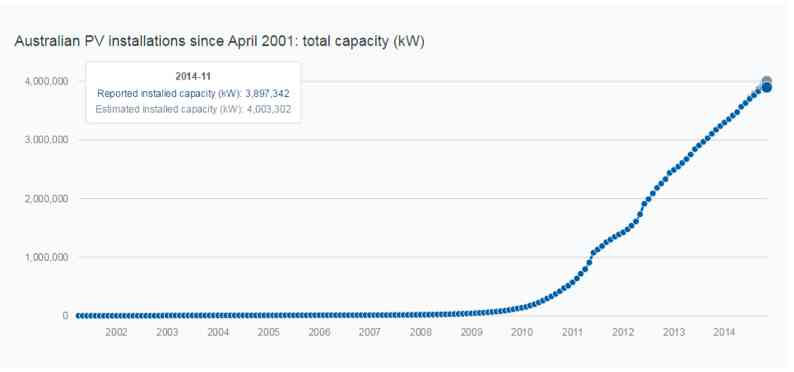 Australian PV installations since April 2001: total capacity (kW)
2014-11
Reported installed capacity (kW): 3,897,342
Estimated installed capacity (kW): 4,003,302
4,000,000
3,000,000
2,000,000
1,000,000
0
2002 2003 2004 2005 2006 2007 2008 2009 2010 2011 2012 2013 2014